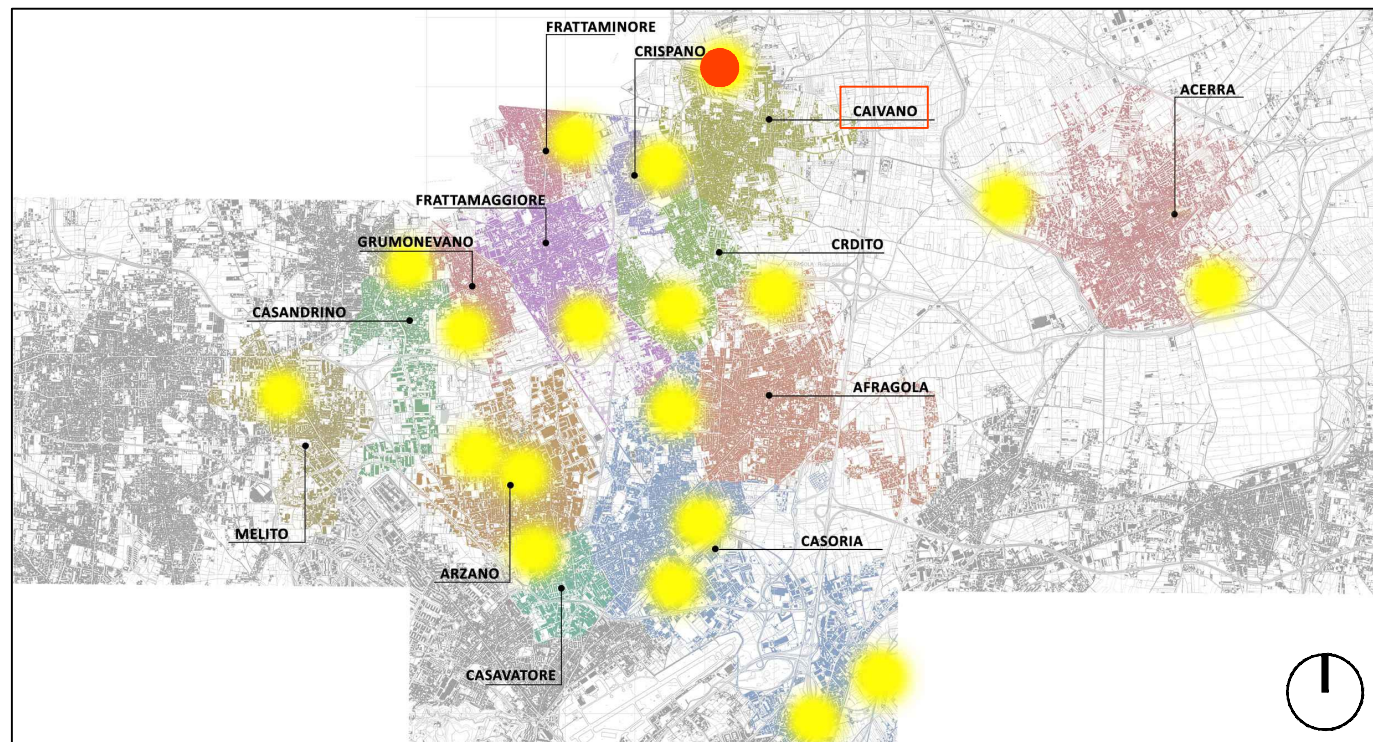 FRATTAMINORE
CRISPANO
CAIVANO
ACERRA
FRATTAMAGGIORE
GRUMONEVANO
CRDITO
CASANDRINO
AFRAGOLA
MELITO
CASORIA
ARZANO
CASAVATORE